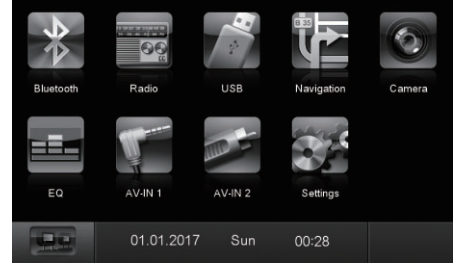 B 35
Bluetooth Radio USB Navigation Camera
EQ AV-IN 1 AV-IN 2 Settings
01.01.2017 Sun 00:28